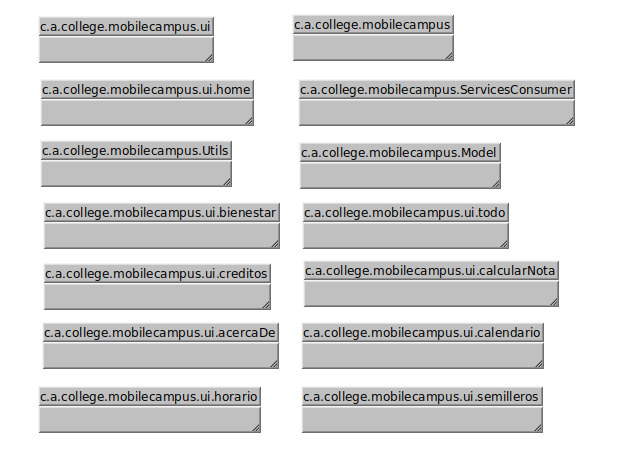 c.a.college.mobilecampus.ui
c.a.college.mobilecampus
c.a.college.mobilecampus.ui.home
c.a.college.mobilecampus.ServicesConsumer
c.a.college.mobilecampus.Utils
c.a.college.mobilecampus.Model
c.a.college.mobilecampus.ui.bienestar
c.a.college.mobilecampus.ui.todo
c.a.college.mobilecampus.ui.creditos
c.a.college.mobilecampus.ui.calcularNota
c.a.college.mobilecampus.ui.acercaDe
c.a.college.mobilecampus.ui.calendario
c.a.college.mobilecampus.ui.horario
c.a.college.mobilecampus.ui.semilleros